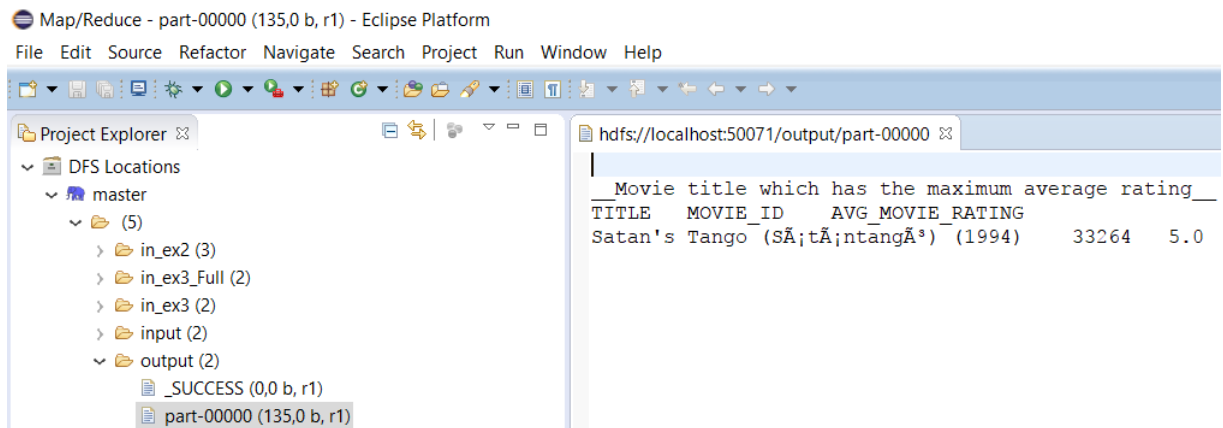 Map/Reduce - part-00000 (135,0 b, r1) - Eclipse Platform
File Edit Source Refactor Navigate Search Project Run Window Help
Project Explorer
DFS Locations
master
(5)
in_ex2 (3)
in_ex3_Full (2)
in_ex3 (2)
input (2)
output (2)
_SUCCESS (0,0 b, r1)
part-00000 (135,0 b, r1)
hdfs://localhost:50071/output/part-00000
__Movie title which has the maximum average rating__
TITLE MOVIE_ID AVG_MOVIE_RATING
Satan's Tango (SÃ¡tÃ¡ntangÃ³) (1994) 33264 5.0